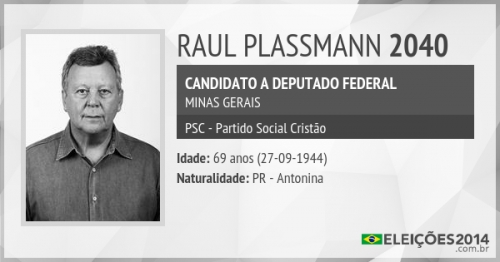 RAUL PLASSMANN 2040
CANDIDATO A DEPUTADO FEDERAL
MINAS GERAIS
PSC - Partido Social Cristão
Idade: 69 anos (27-09-1944)
Naturalidade: PR - Antonina
ELEIÇÕES2014
.com.br